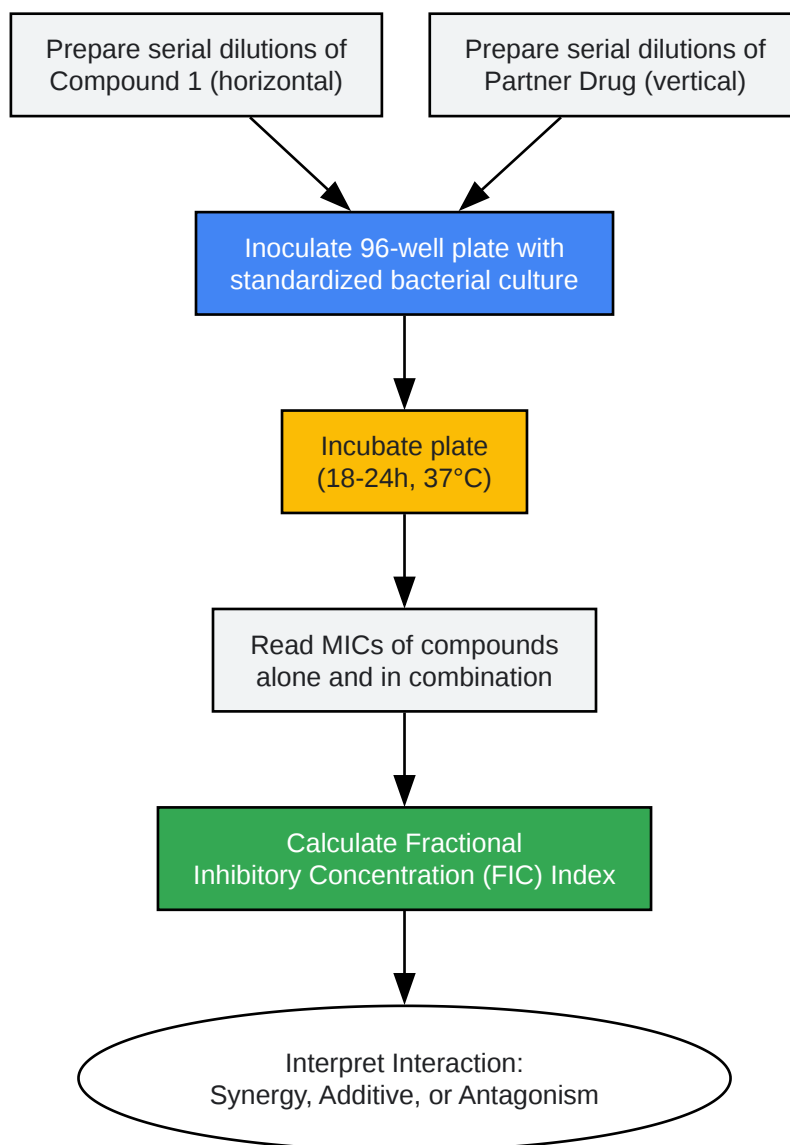 Prepare serial dilutions of
Compound 1 (horizontal)
Prepare serial dilutions of
Partner Drug (vertical)
Inoculate 96-well plate with
standardized bacterial culture
Incubate plate
(18-24h, 37°C)
Read MICs of compounds
alone and in combination
Calculate Fractional
Inhibitory Concentration (FIC) Index
Interpret Interaction:
Synergy, Additive, or Antagonism